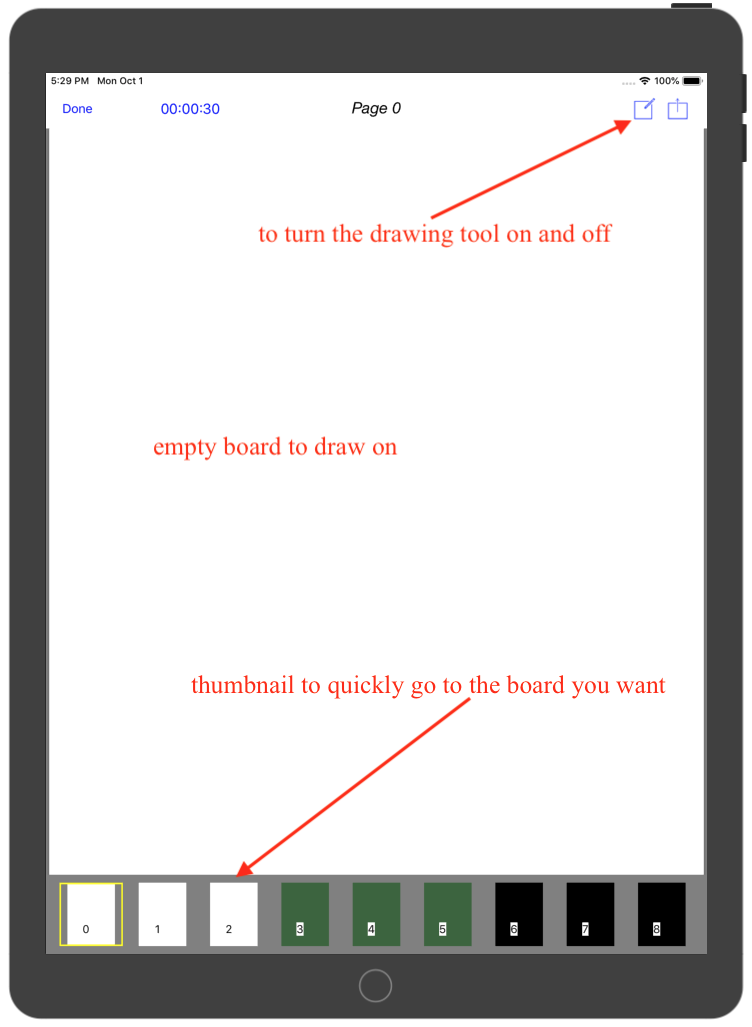 5:29 PM Mon Oct 1 100%
Done 00:00:30 Page 0
to turn the drawing tool on and off
empty board to draw on
thumbnail to quickly go to the board you want
0 1 2 3 4 5 6 7 8